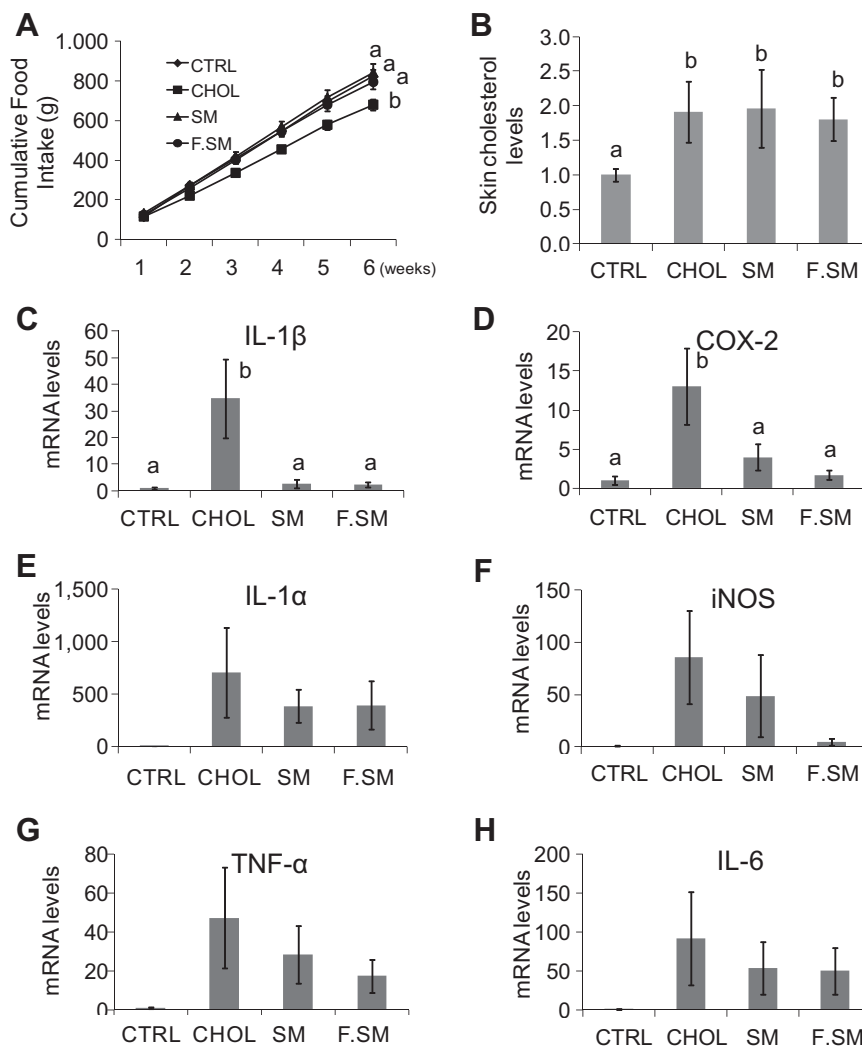 A
Cumulative Food
Intake (g)
1.000
800
600
400
200
0
CTRL
CHOL
SM
F.SM
a
a
a
b
1 2 3 4 5 6 (weeks)
B
Skin cholesterol
levels
3.0
2.5
2.0
1.5
1.0
0.5
0.0
a
b
b
b
CTRL CHOL SM F.SM
C
IL-1β
mRNA levels
60
50
40
30
20
10
0
a
b
a
a
CTRL CHOL SM F.SM
D
COX-2
mRNA levels
20
15
10
5
0
a
b
a
a
CTRL CHOL SM F.SM
E
IL-1α
mRNA levels
1,500
1,000
500
0
CTRL CHOL SM F.SM
F
iNOS
mRNA levels
150
100
50
0
CTRL CHOL SM F.SM
G
TNF-α
mRNA levels
80
60
40
20
0
CTRL CHOL SM F.SM
H
IL-6
mRNA levels
200
150
100
50
0
CTRL CHOL SM F.SM